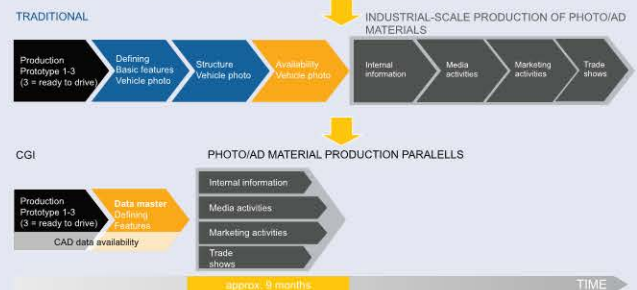 TRADITIONAL
INDUSTRIAL-SCALE PRODUCTION OF PHOTO/AD
MATERIALS
Production
Prototype 1-3
(3 = ready to drive)
Defining
Basic features
Vehicle photo
Structure
Vehicle photo
Availability
Vehicle photo
Internal
information
Media
activities
Marketing
activities
Trade
shows
CGI
PHOTO/AD MATERIAL PRODUCTION PARALELLS
Production
Prototype 1-3
(3 = ready to drive)
Data master
Defining
Features
CAD data availability
Internal information
Media activities
Marketing activities
Trade
shows
approx. 9 months
TIME